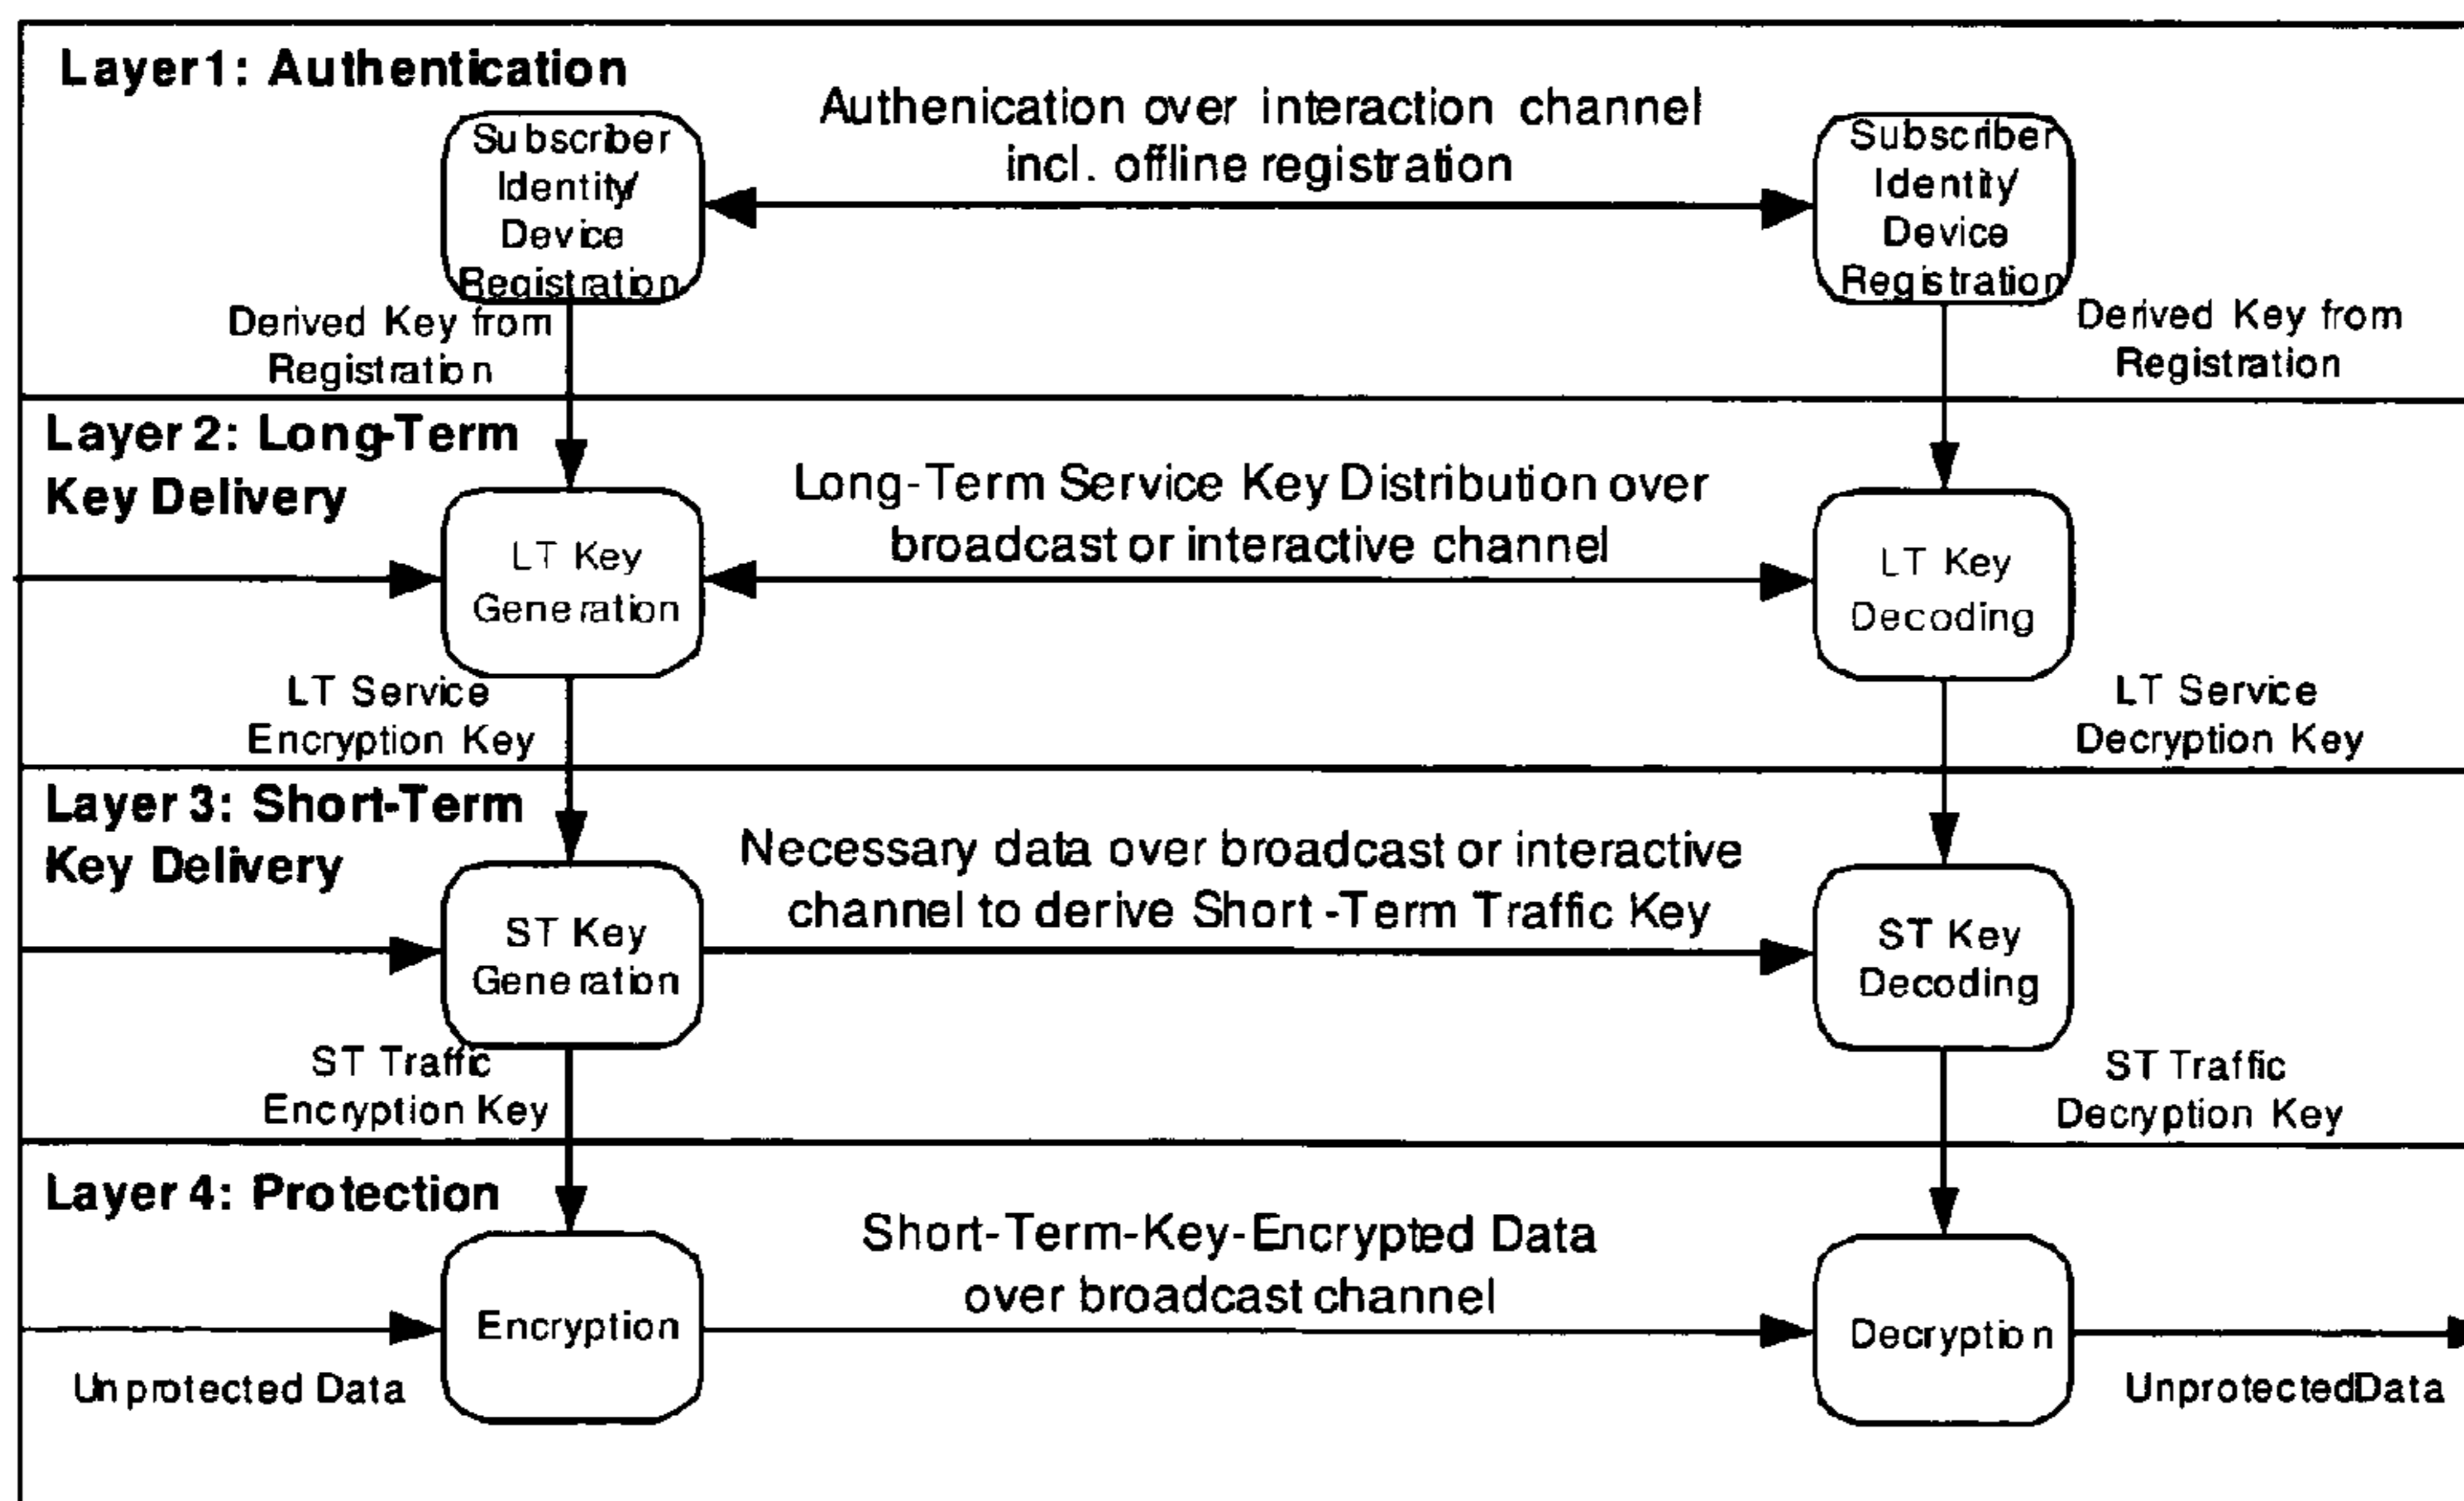 Layer1: Authentication
Authenication over interaction channel
incl. offline registration
Subscriber
Identity/
Device
Registration
Subscriber
Identity/
Device
Registration
Derived Key from
Registration
Derived Key from
Registration
Layer 2: Long-Term
Key Delivery
Long-Term Service Key Distribution over
broadcast or interactive channel
LT Key
Generation
LT Key
Decoding
LT Service
Encryption Key
LT Service
Decryption Key
Layer 3: Short-Term
Key Delivery
Necessary data over broadcast or interactive
channel to derive Short-Term Traffic Key
ST Key
Generation
ST Key
Decoding
ST Traffic
Encryption Key
ST Traffic
Decryption Key
Layer 4: Protection
Short-Term-Key-Encrypted Data
over broadcast channel
Encryption
Decryption
Unprotected Data
UnprotectedData